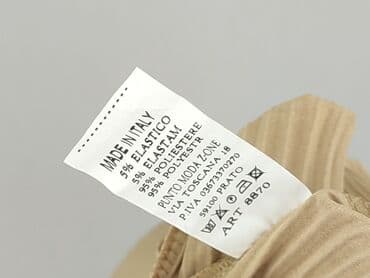 MADE IN ITALY
5% ELASTICO
5% ELASTAM
95% POLIESTERE
95% POLYESTR
PUNTO MODA Z-ONE
VIA TOSCANA 18
P.IVA 03673370270
59100 PRATO
ART 8870